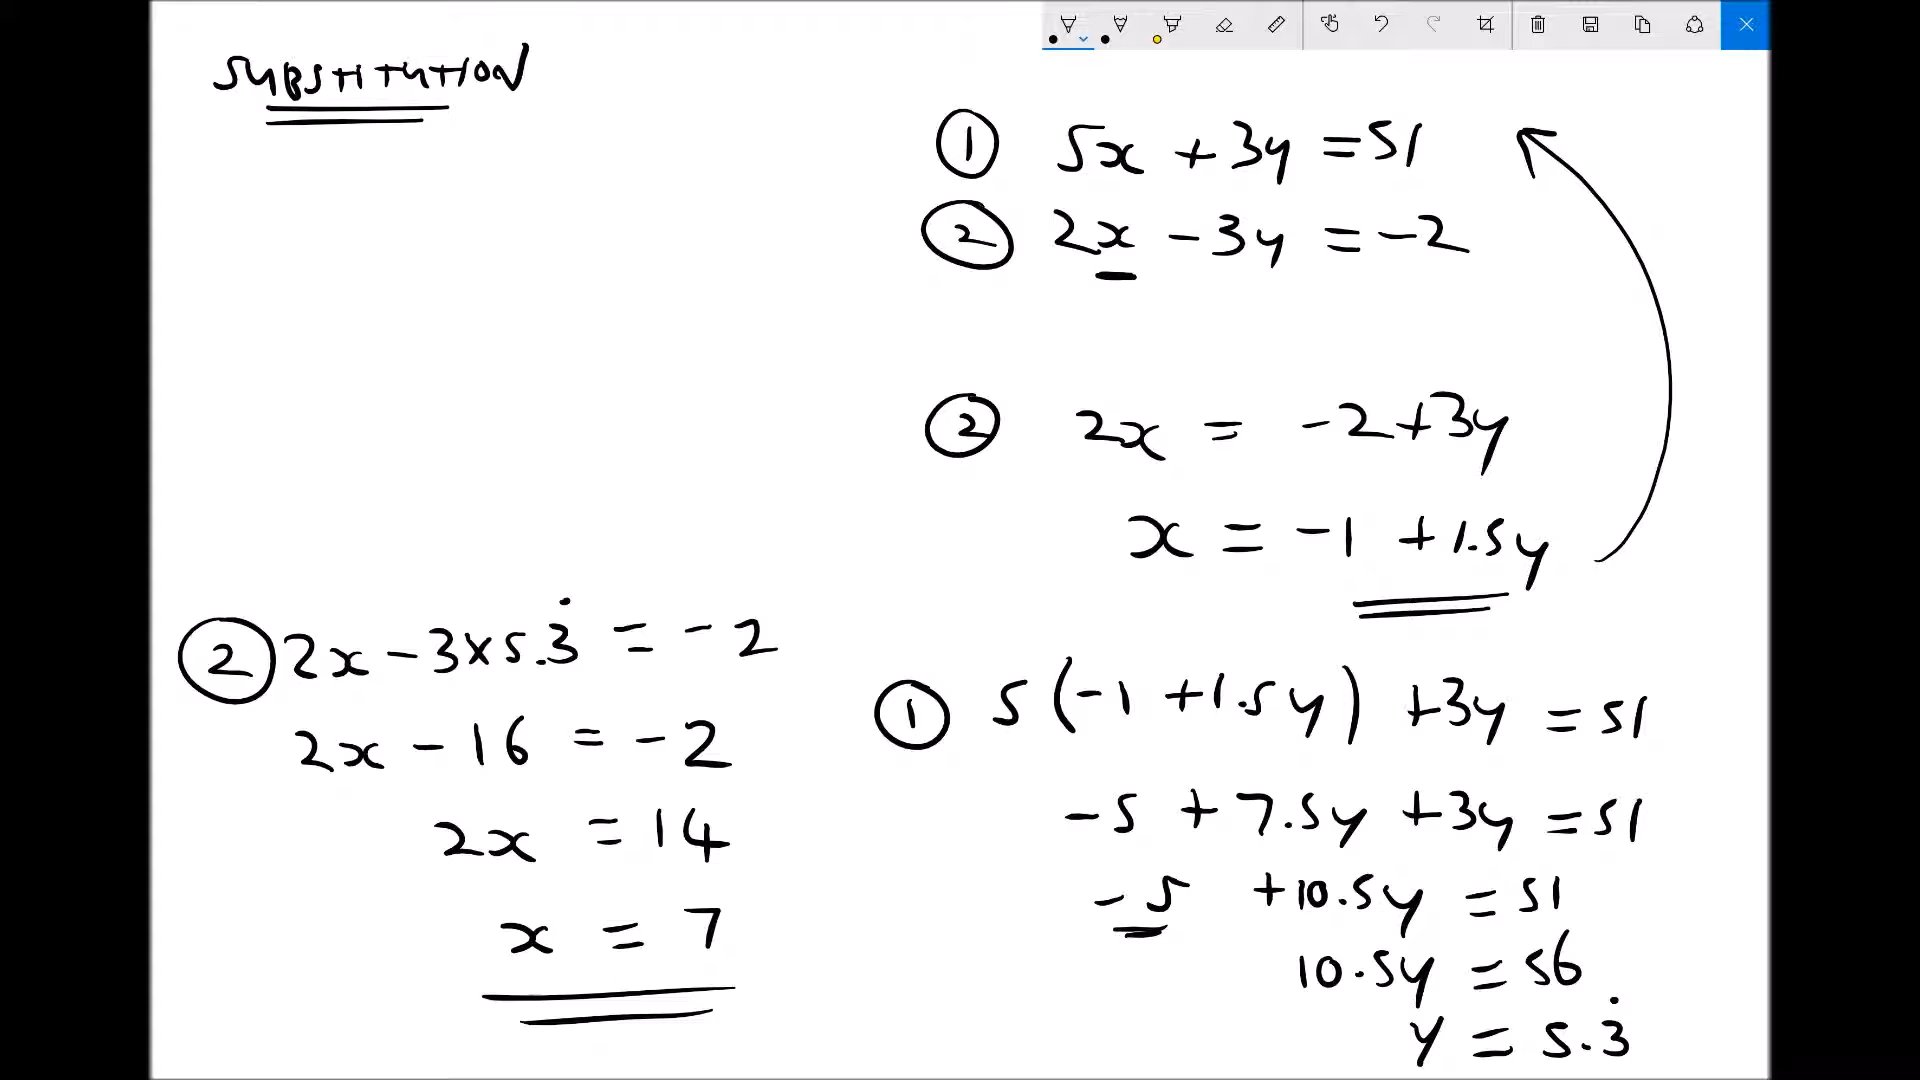 SUBSTITUTION
① 5x + 3y = 51
② 2x - 3y = -2
② 2x = -2 + 3y
x = -1 + 1.5y
① 5(-1 + 1.5y) + 3y = 51
-5 + 7.5y + 3y = 51
-5 + 10.5y = 51
10.5y = 56
y = 5.3̇
② 2x - 3×5.3̇ = -2
2x - 16 = -2
2x = 14
x = 7